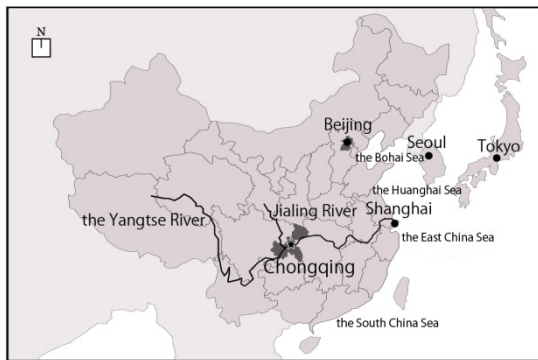 N
Beijing
Seoul
Tokyo
the Bohai Sea
the Huanghai Sea
Jialing River
Shanghai
the Yangtse River
the East China Sea
Chongqing
the South China Sea